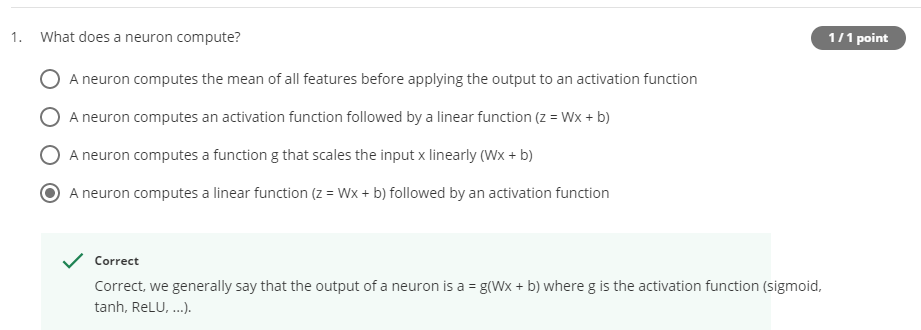 1. What does a neuron compute?
1 / 1 point
A neuron computes the mean of all features before applying the output to an activation function
A neuron computes an activation function followed by a linear function (z = Wx + b)
A neuron computes a function g that scales the input x linearly (Wx + b)
A neuron computes a linear function (z = Wx + b) followed by an activation function
Correct
Correct, we generally say that the output of a neuron is a = g(Wx + b) where g is the activation function (sigmoid,
tanh, ReLU, ...).